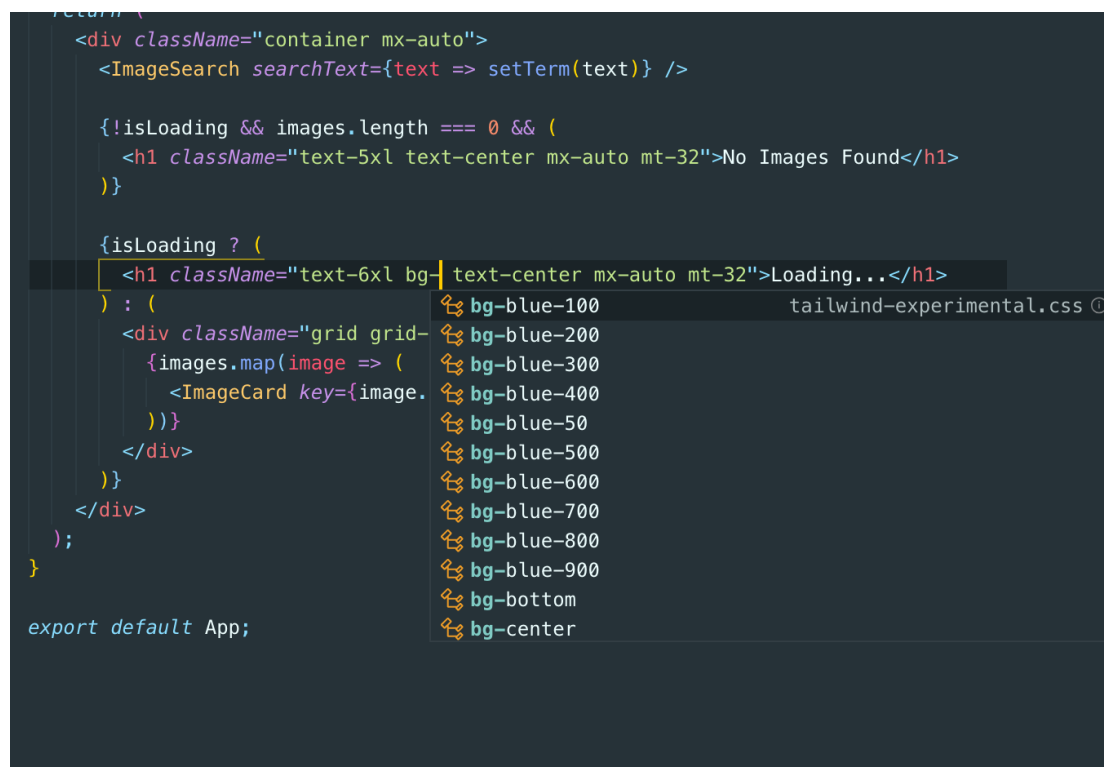 return (
<div className="container mx-auto">
<ImageSearch searchText={text => setTerm(text)} />
{!isLoading && images.length === 0 && (
<h1 className="text-5xl text-center mx-auto mt-32">No Images Found</h1>
)}
{isLoading ? (
<h1 className="text-6xl bg- text-center mx-auto mt-32">Loading...</h1>
) : (
bg-blue-100 tailwind-experimental.css
<div className="grid grid-
bg-blue-200
{images.map(image => (
bg-blue-300
<ImageCard key={image.
bg-blue-400
))}
bg-blue-50
</div>
bg-blue-500
)}
bg-blue-600
</div>
bg-blue-700
);
bg-blue-800
}
bg-blue-900
bg-bottom
export default App;
bg-center